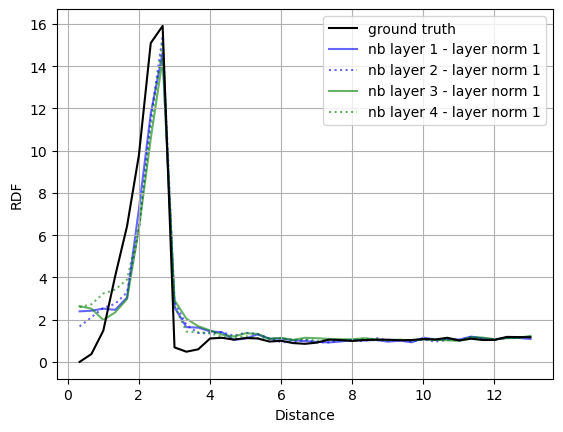 ground truth
nb layer 1 - layer norm 1
nb layer 2 - layer norm 1
nb layer 3 - layer norm 1
nb layer 4 - layer norm 1
16
14
12
10
8
6
4
2
0
RDF
0 2 4 6 8 10 12
Distance